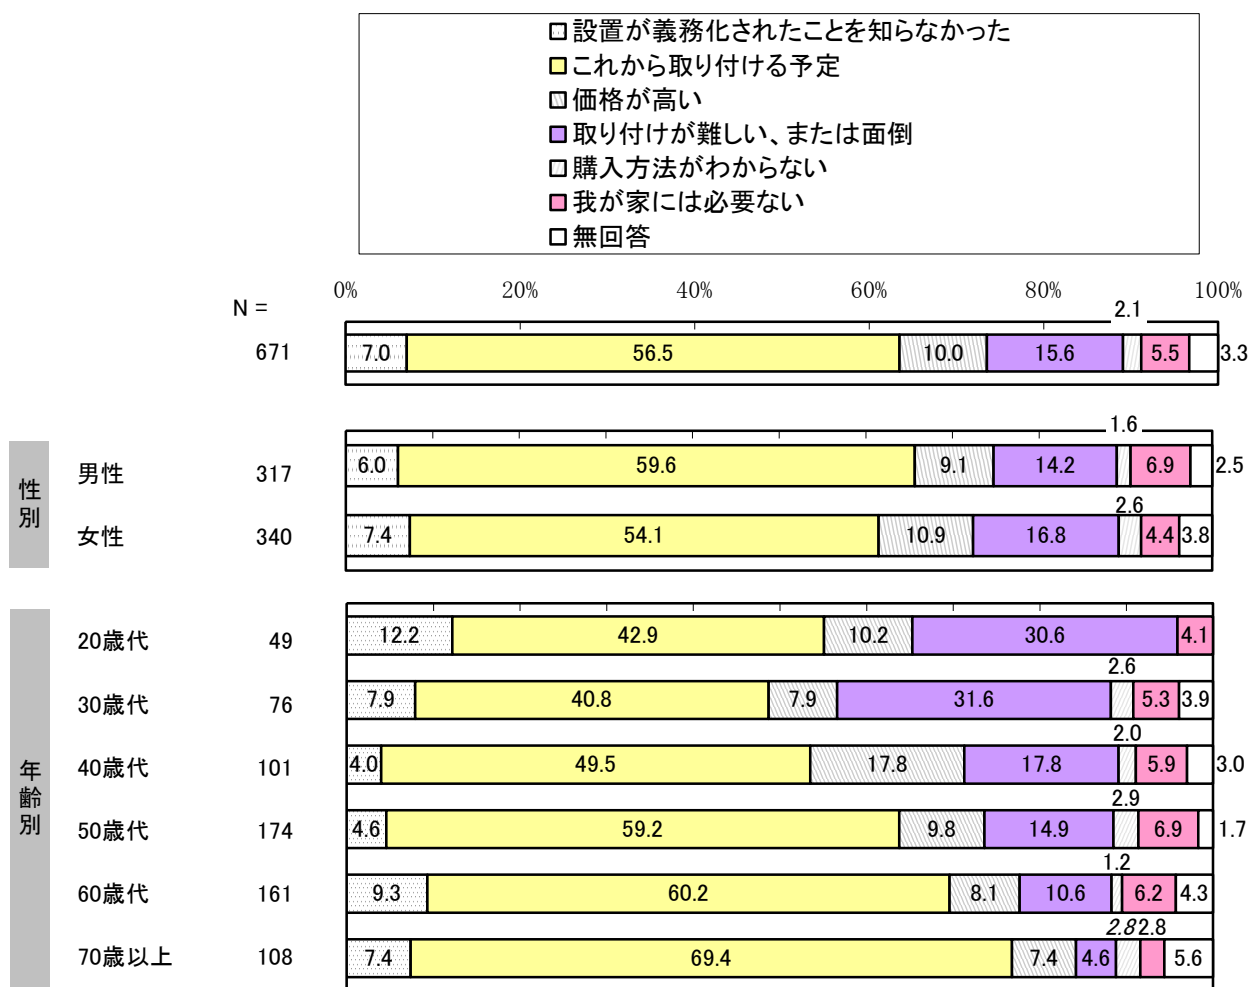 設置が義務化されたことを知らなかった
これから取り付ける予定
価格が高い
取り付けが難しい、または面倒
購入方法がわからない
我が家には必要ない
無回答
0% 20% 40% 60% 80% 100%
N =
2.1
671 7.0 56.5 10.0 15.6 5.5 3.3
性別
1.6
男性 317 6.0 59.6 9.1 14.2 6.9 2.5
2.6
女性 340 7.4 54.1 10.9 16.8 4.4 3.8
年齢別
20歳代 49 12.2 42.9 10.2 30.6 4.1
2.6
30歳代 76 7.9 40.8 7.9 31.6 5.3 3.9
2.0
40歳代 101 4.0 49.5 17.8 17.8 5.9 3.0
2.9
50歳代 174 4.6 59.2 9.8 14.9 6.9 1.7
1.2
60歳代 161 9.3 60.2 8.1 10.6 6.2 4.3
2.8 2.8
70歳以上 108 7.4 69.4 7.4 4.6 5.6